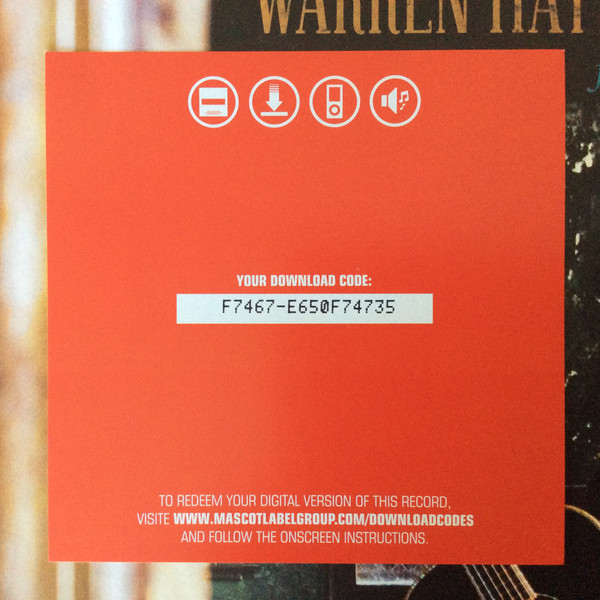 WARREN HAY
YOUR DOWNLOAD CODE:
F7467-E650F74735
TO REDEEM YOUR DIGITAL VERSION OF THIS RECORD,
VISIT WWW.MASCOTLABELGROUP.COM/DOWNLOADCODES
AND FOLLOW THE ONSCREEN INSTRUCTIONS.